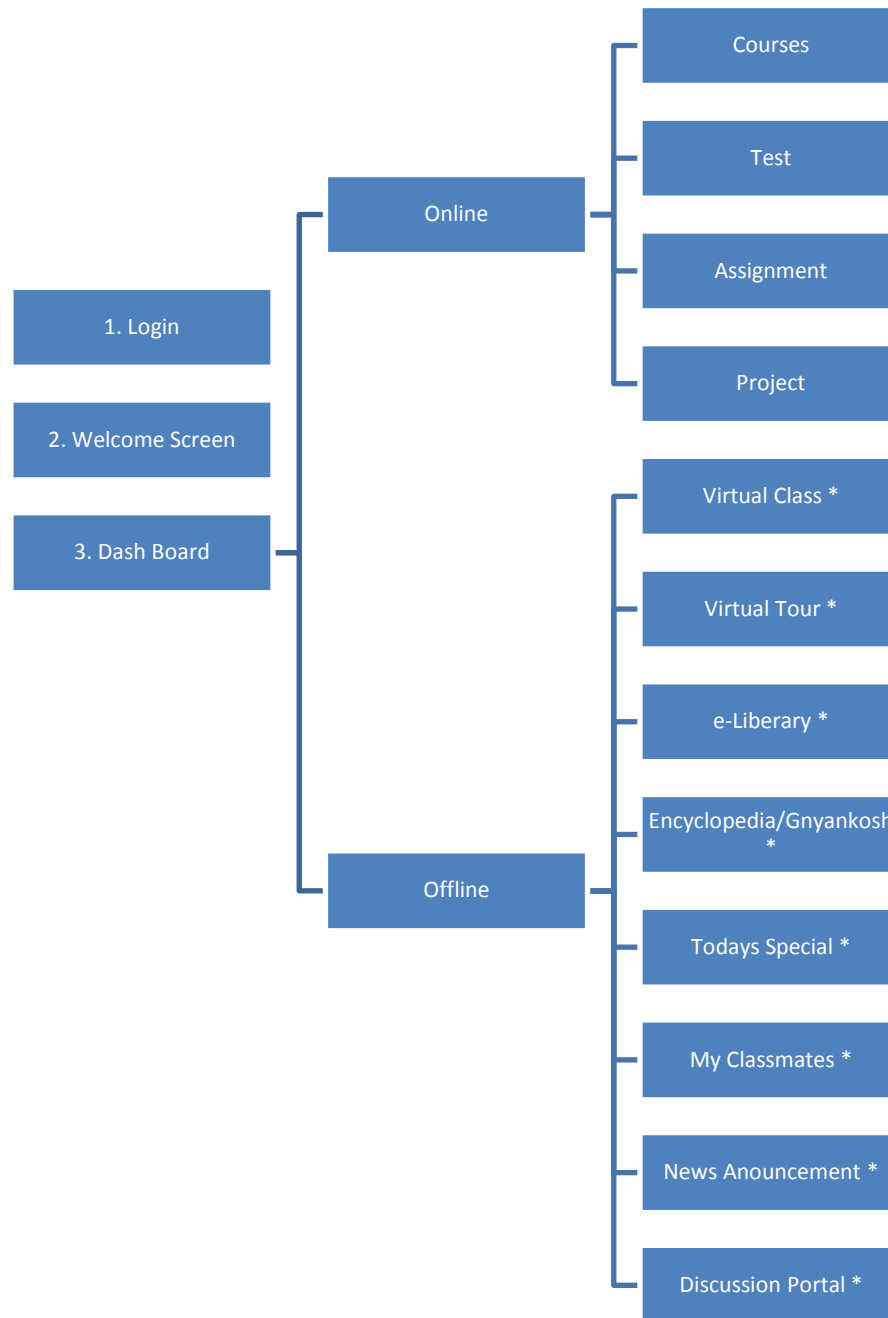 1. Login
2. Welcome Screen
3. Dash Board
Online
Courses
Test
Assignment
Project
Offline
Virtual Class *
Virtual Tour *
e-Liberary *
Encyclopedia/Gnyankosh
*
Todays Special *
My Classmates *
News Anouncement *
Discussion Portal *